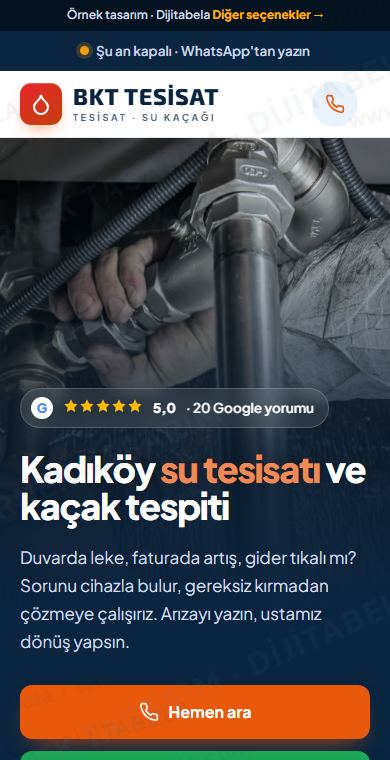 Örnek tasarım · Dijitabela Diğer seçenekler →
Şu an kapalı · WhatsApp'tan yazın
BKT TESİSAT
TESİSAT · SU KAÇAĞI
G 5,0 · 20 Google yorumu
Kadıköy su tesisatı ve
kaçak tespiti
Duvarda leke, faturada artış, gider tıkalı mı?
Sorunu cihazla bulur, gereksiz kırmadan
çözmeye çalışırız. Arızayı yazın, ustamız
dönüş yapsın.
Hemen ara